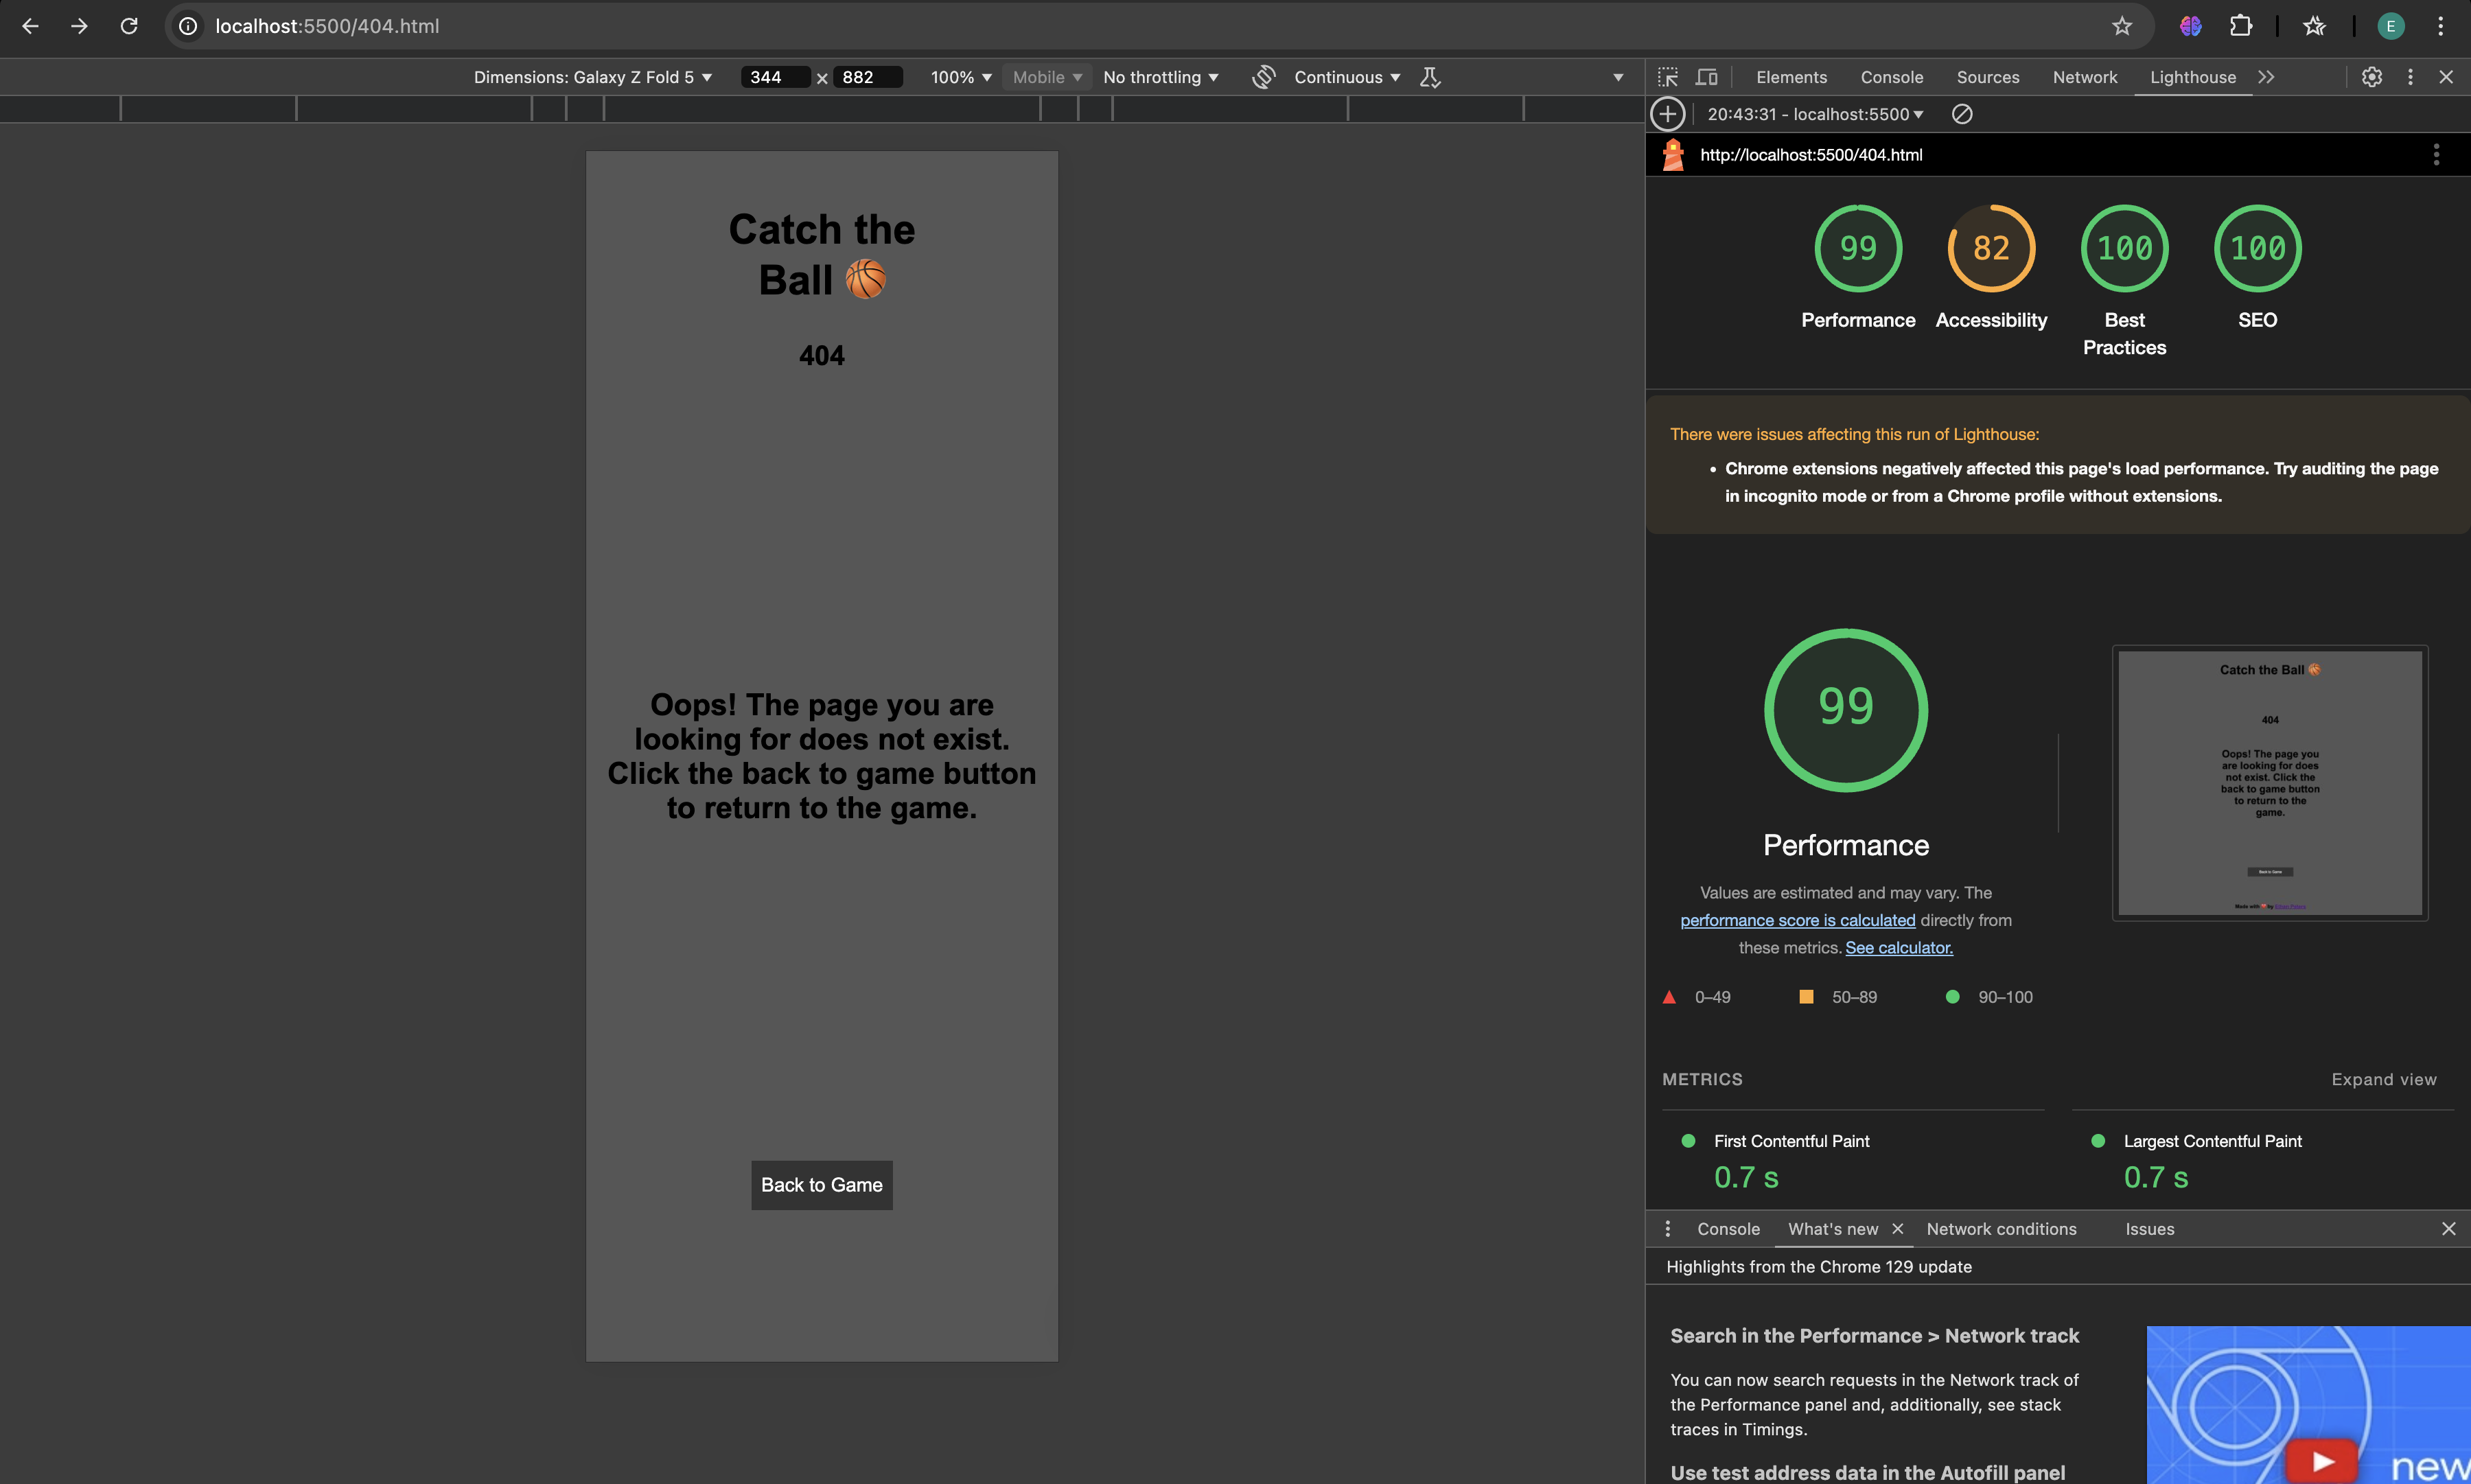 localhost:5500/404.html
E
Dimensions: Galaxy Z Fold 5
344 × 882
100%
Mobile
No throttling
Continuous
Elements
Console
Sources
Network
Lighthouse
20:43:31 - localhost:5500
http://localhost:5500/404.html
Catch the
Ball
404
Oops! The page you are
looking for does not exist.
Click the back to game button
to return to the game.
Back to Game
99
82
100
100
Performance
Accessibility
Best
Practices
SEO
There were issues affecting this run of Lighthouse:
Chrome extensions negatively affected this page's load performance. Try auditing the page
in incognito mode or from a Chrome profile without extensions.
99
Performance
Values are estimated and may vary. The
performance score is calculated directly from
these metrics. See calculator.
0–49
50–89
90–100
Catch the Ball
404
Oops! The page you
are looking for does
not exist. Click the
back to game button
to return to the
game.
Back to Game
Made with by
METRICS
Expand view
First Contentful Paint
0.7 s
Largest Contentful Paint
0.7 s
Console
What's new
Network conditions
Issues
Highlights from the Chrome 129 update
Search in the Performance > Network track
You can now search requests in the Network track of
the Performance panel and, additionally, see stack
traces in Timings.
Use test address data in the Autofill panel
new